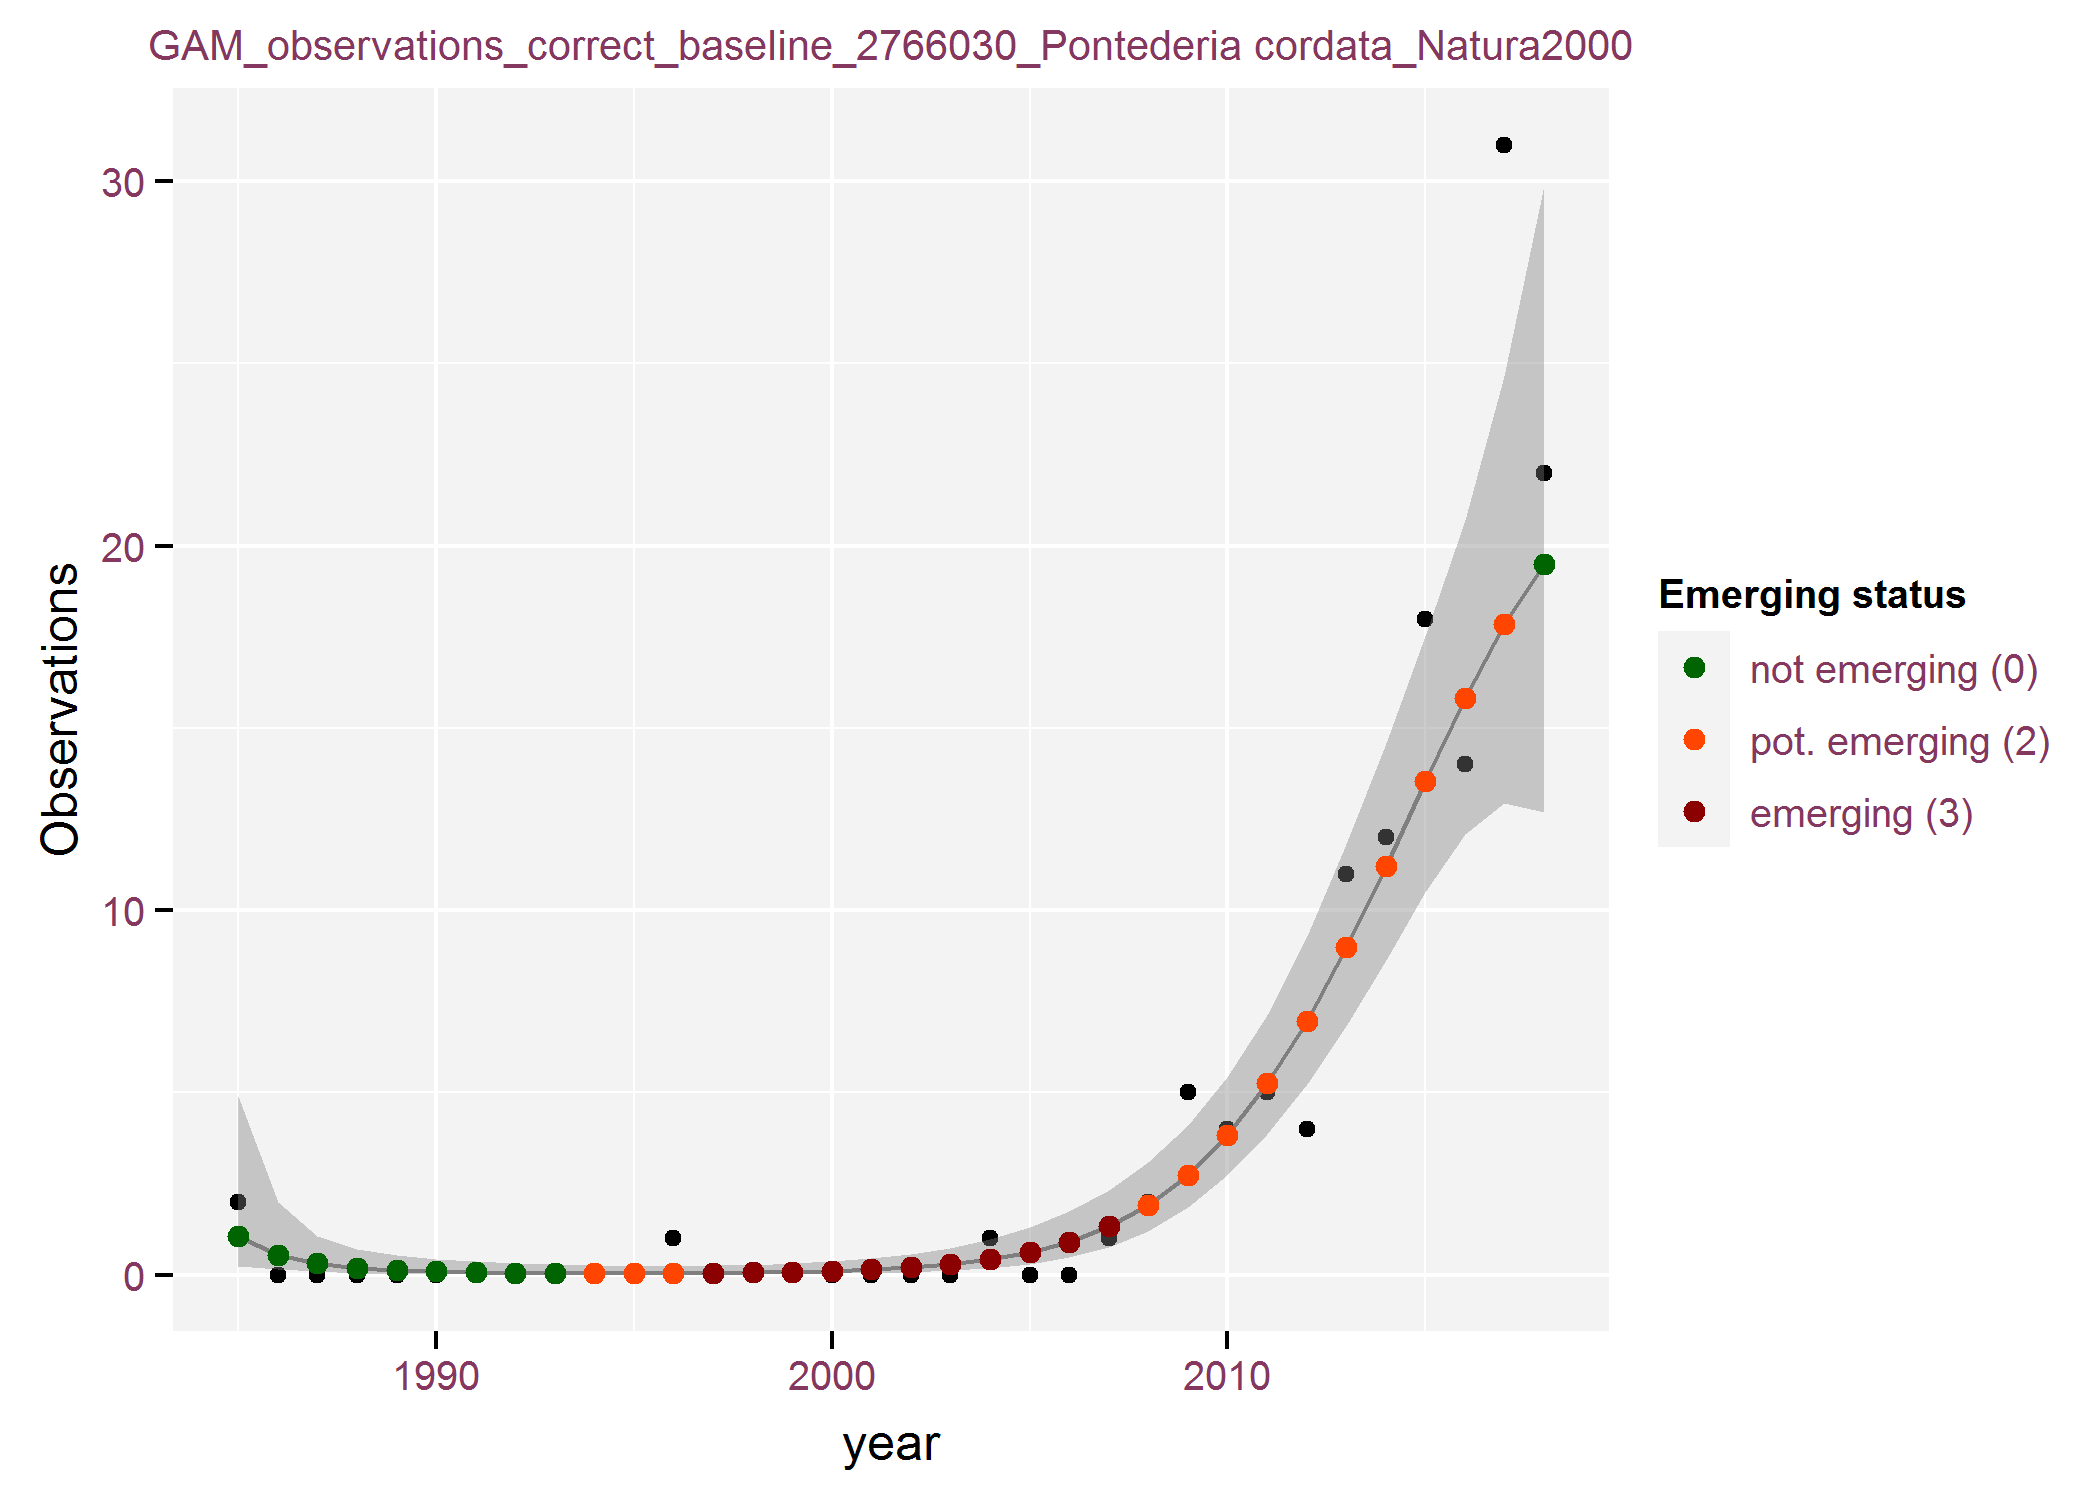 GAM_observations_correct_baseline_2766030_Pontederia cordata_Natura2000
Observations
30
20
10
0
1990
2000
2010
year
Emerging status
not emerging (0)
pot. emerging (2)
emerging (3)